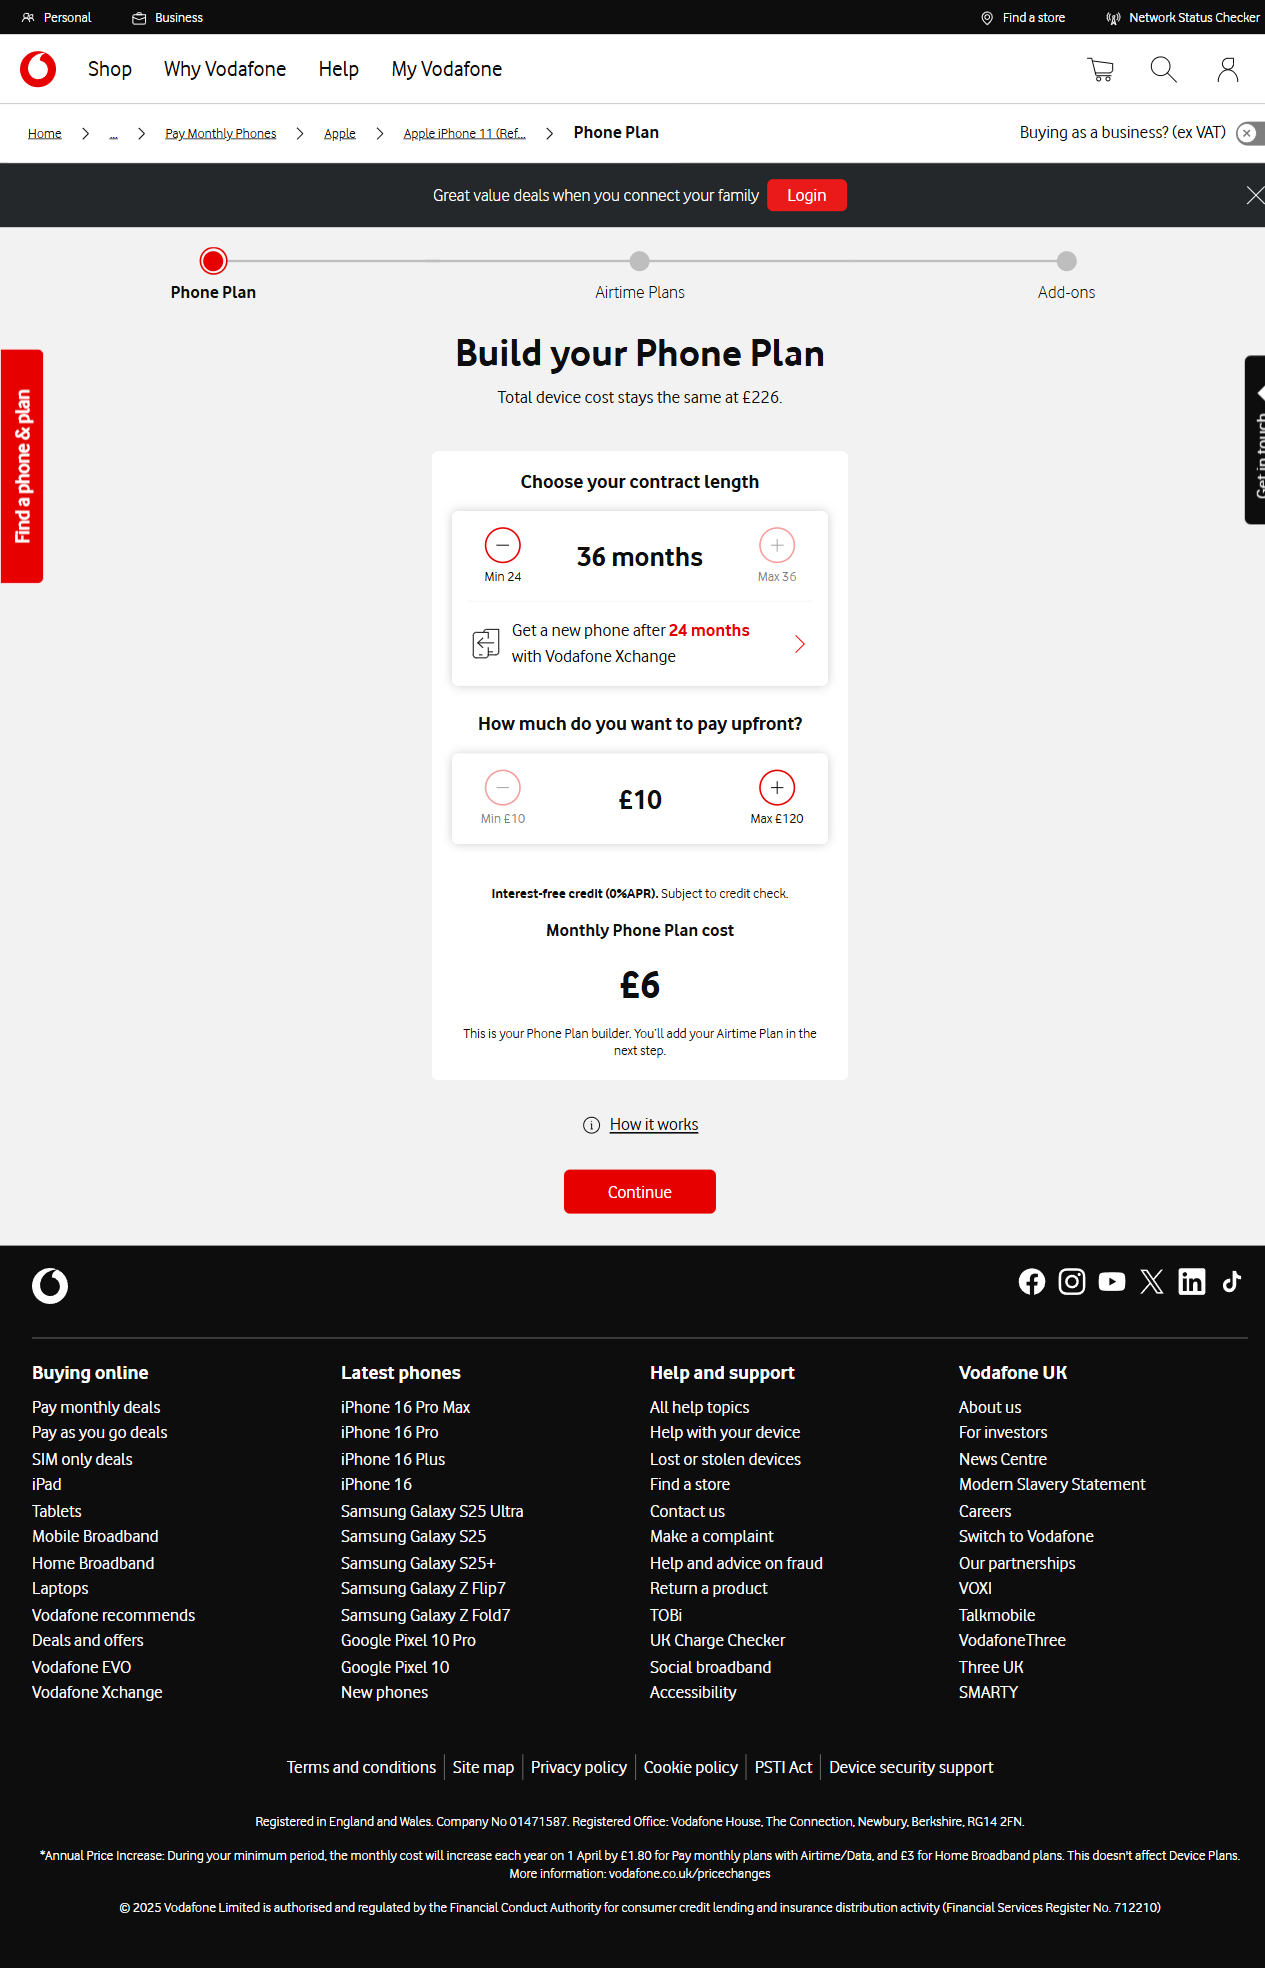 Personal
Business
Find a store
Network Status Checker
Shop
Why Vodafone
Help
My Vodafone
Home
...
Pay Monthly Phones
Apple
Apple iPhone 11 (Ref...
Phone Plan
Buying as a business? (ex VAT)
Great value deals when you connect your family
Login
Phone Plan
Airtime Plans
Add-ons
Build your Phone Plan
Total device cost stays the same at £226.
Find a phone & plan
Get in touch
Choose your contract length
36 months
Min 24
Max 36
Get a new phone after 24 months
with Vodafone Xchange
How much do you want to pay upfront?
£10
Min £10
Max £120
Interest-free credit (0%APR). Subject to credit check.
Monthly Phone Plan cost
£6
This is your Phone Plan builder. You'll add your Airtime Plan in the
next step.
How it works
Continue
Buying online
Pay monthly deals
Pay as you go deals
SIM only deals
iPad
Tablets
Mobile Broadband
Home Broadband
Laptops
Vodafone recommends
Deals and offers
Vodafone EVO
Vodafone Xchange
Latest phones
iPhone 16 Pro Max
iPhone 16 Pro
iPhone 16 Plus
iPhone 16
Samsung Galaxy S25 Ultra
Samsung Galaxy S25
Samsung Galaxy S25+
Samsung Galaxy Z Flip7
Samsung Galaxy Z Fold7
Google Pixel 10 Pro
Google Pixel 10
New phones
Help and support
All help topics
Help with your device
Lost or stolen devices
Find a store
Contact us
Make a complaint
Help and advice on fraud
Return a product
TOBi
UK Charge Checker
Social broadband
Accessibility
Vodafone UK
About us
For investors
News Centre
Modern Slavery Statement
Careers
Switch to Vodafone
Our partnerships
VOXI
Talkmobile
VodafoneThree
Three UK
SMARTY
Terms and conditions
Site map
Privacy policy
Cookie policy
PSTI Act
Device security support
Registered in England and Wales. Company No 01471587. Registered Office: Vodafone House, The Connection, Newbury, Berkshire, RG14 2FN.
*Annual Price Increase: During your minimum period, the monthly cost will increase each year on 1 April by £1.80 for Pay monthly plans with Airtime/Data, and £3 for Home Broadband plans. This doesn't affect Device Plans.
More information: vodafone.co.uk/pricechanges
© 2025 Vodafone Limited is authorised and regulated by the Financial Conduct Authority for consumer credit lending and insurance distribution activity (Financial Services Register No. 712210)